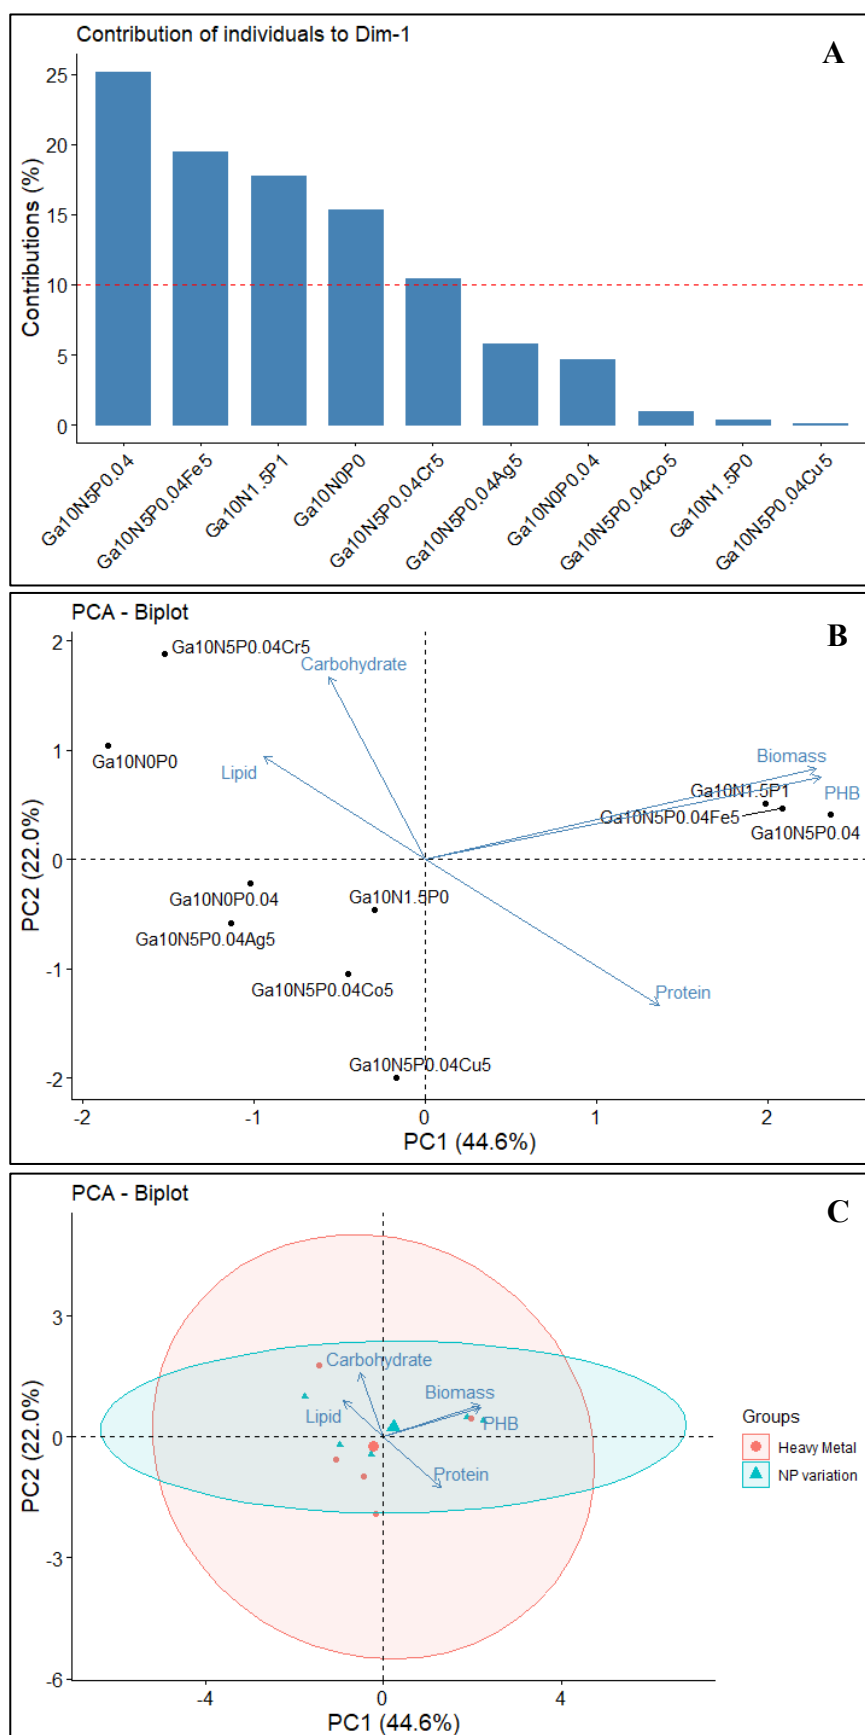 Contribution of individuals to Dim-1
A
25
20
15
10
5
0
Contributions (%)
Ga10N5P0.04
Ga10N5P0.04Fe5
Ga10N1.5P1
Ga10N0P0
Ga10N5P0.04Cr5
Ga10N5P0.04Ag5
Ga10N0P0.04
Ga10N5P0.04Co5
Ga10N1.5P0
Ga10N5P0.04Cu5
PCA - Biplot
B
2
1
0
-1
-2
PC2 (22.0%)
Ga10N5P0.04Cr5
Carbohydrate
Ga10N0P0
Lipid
Biomass
Ga10N1.5P1
PHB
Ga10N5P0.04Fe5
Ga10N5P0.04
Ga10N0P0.04
Ga10N1.5P0
Ga10N5P0.04Ag5
Ga10N5P0.04Co5
Protein
Ga10N5P0.04Cu5
-2
-1
0
1
2
PC1 (44.6%)
PCA - Biplot
C
3
0
-3
-6
PC2 (22.0%)
Carbohydrate
Lipid
Biomass
PHB
Protein
-4
0
4
PC1 (44.6%)
Groups
Heavy Metal
NP variation